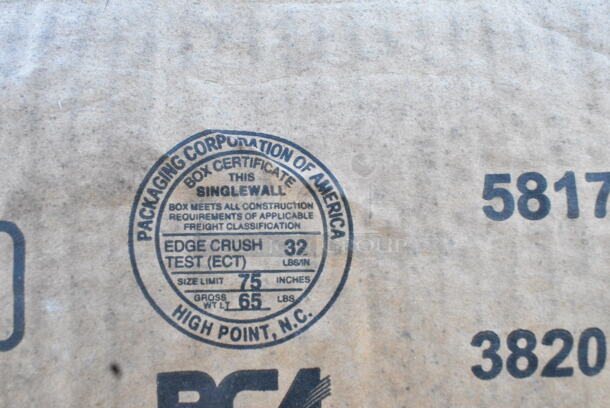 PACKAGING CORPORATION OF AMERICA
BOX CERTIFICATE
THIS
SINGLEWALL
BOX MEETS ALL CONSTRUCTION
REQUIREMENTS OF APPLICABLE
FREIGHT CLASSIFICATION
EDGE CRUSH TEST (ECT) 32 LBS/IN
SIZE LIMIT 75 INCHES
GROSS WT LT 65 LBS
HIGH POINT, N.C.
PCA
5817
3820